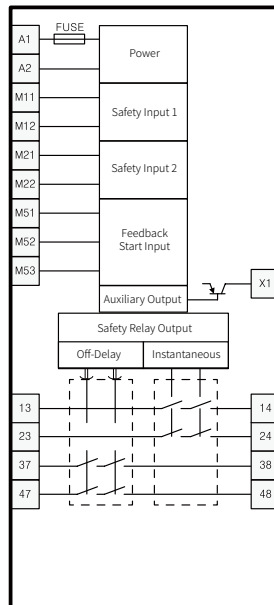 FUSE
A1
Power
A2
M11
Safety Input 1
M12
M21
Safety Input 2
M22
M51
Feedback
Start Input
M52
M53
X1
Auxiliary Output
Safety Relay Output
Off-Delay Instantaneous
13 14
23 24
37 38
47 48